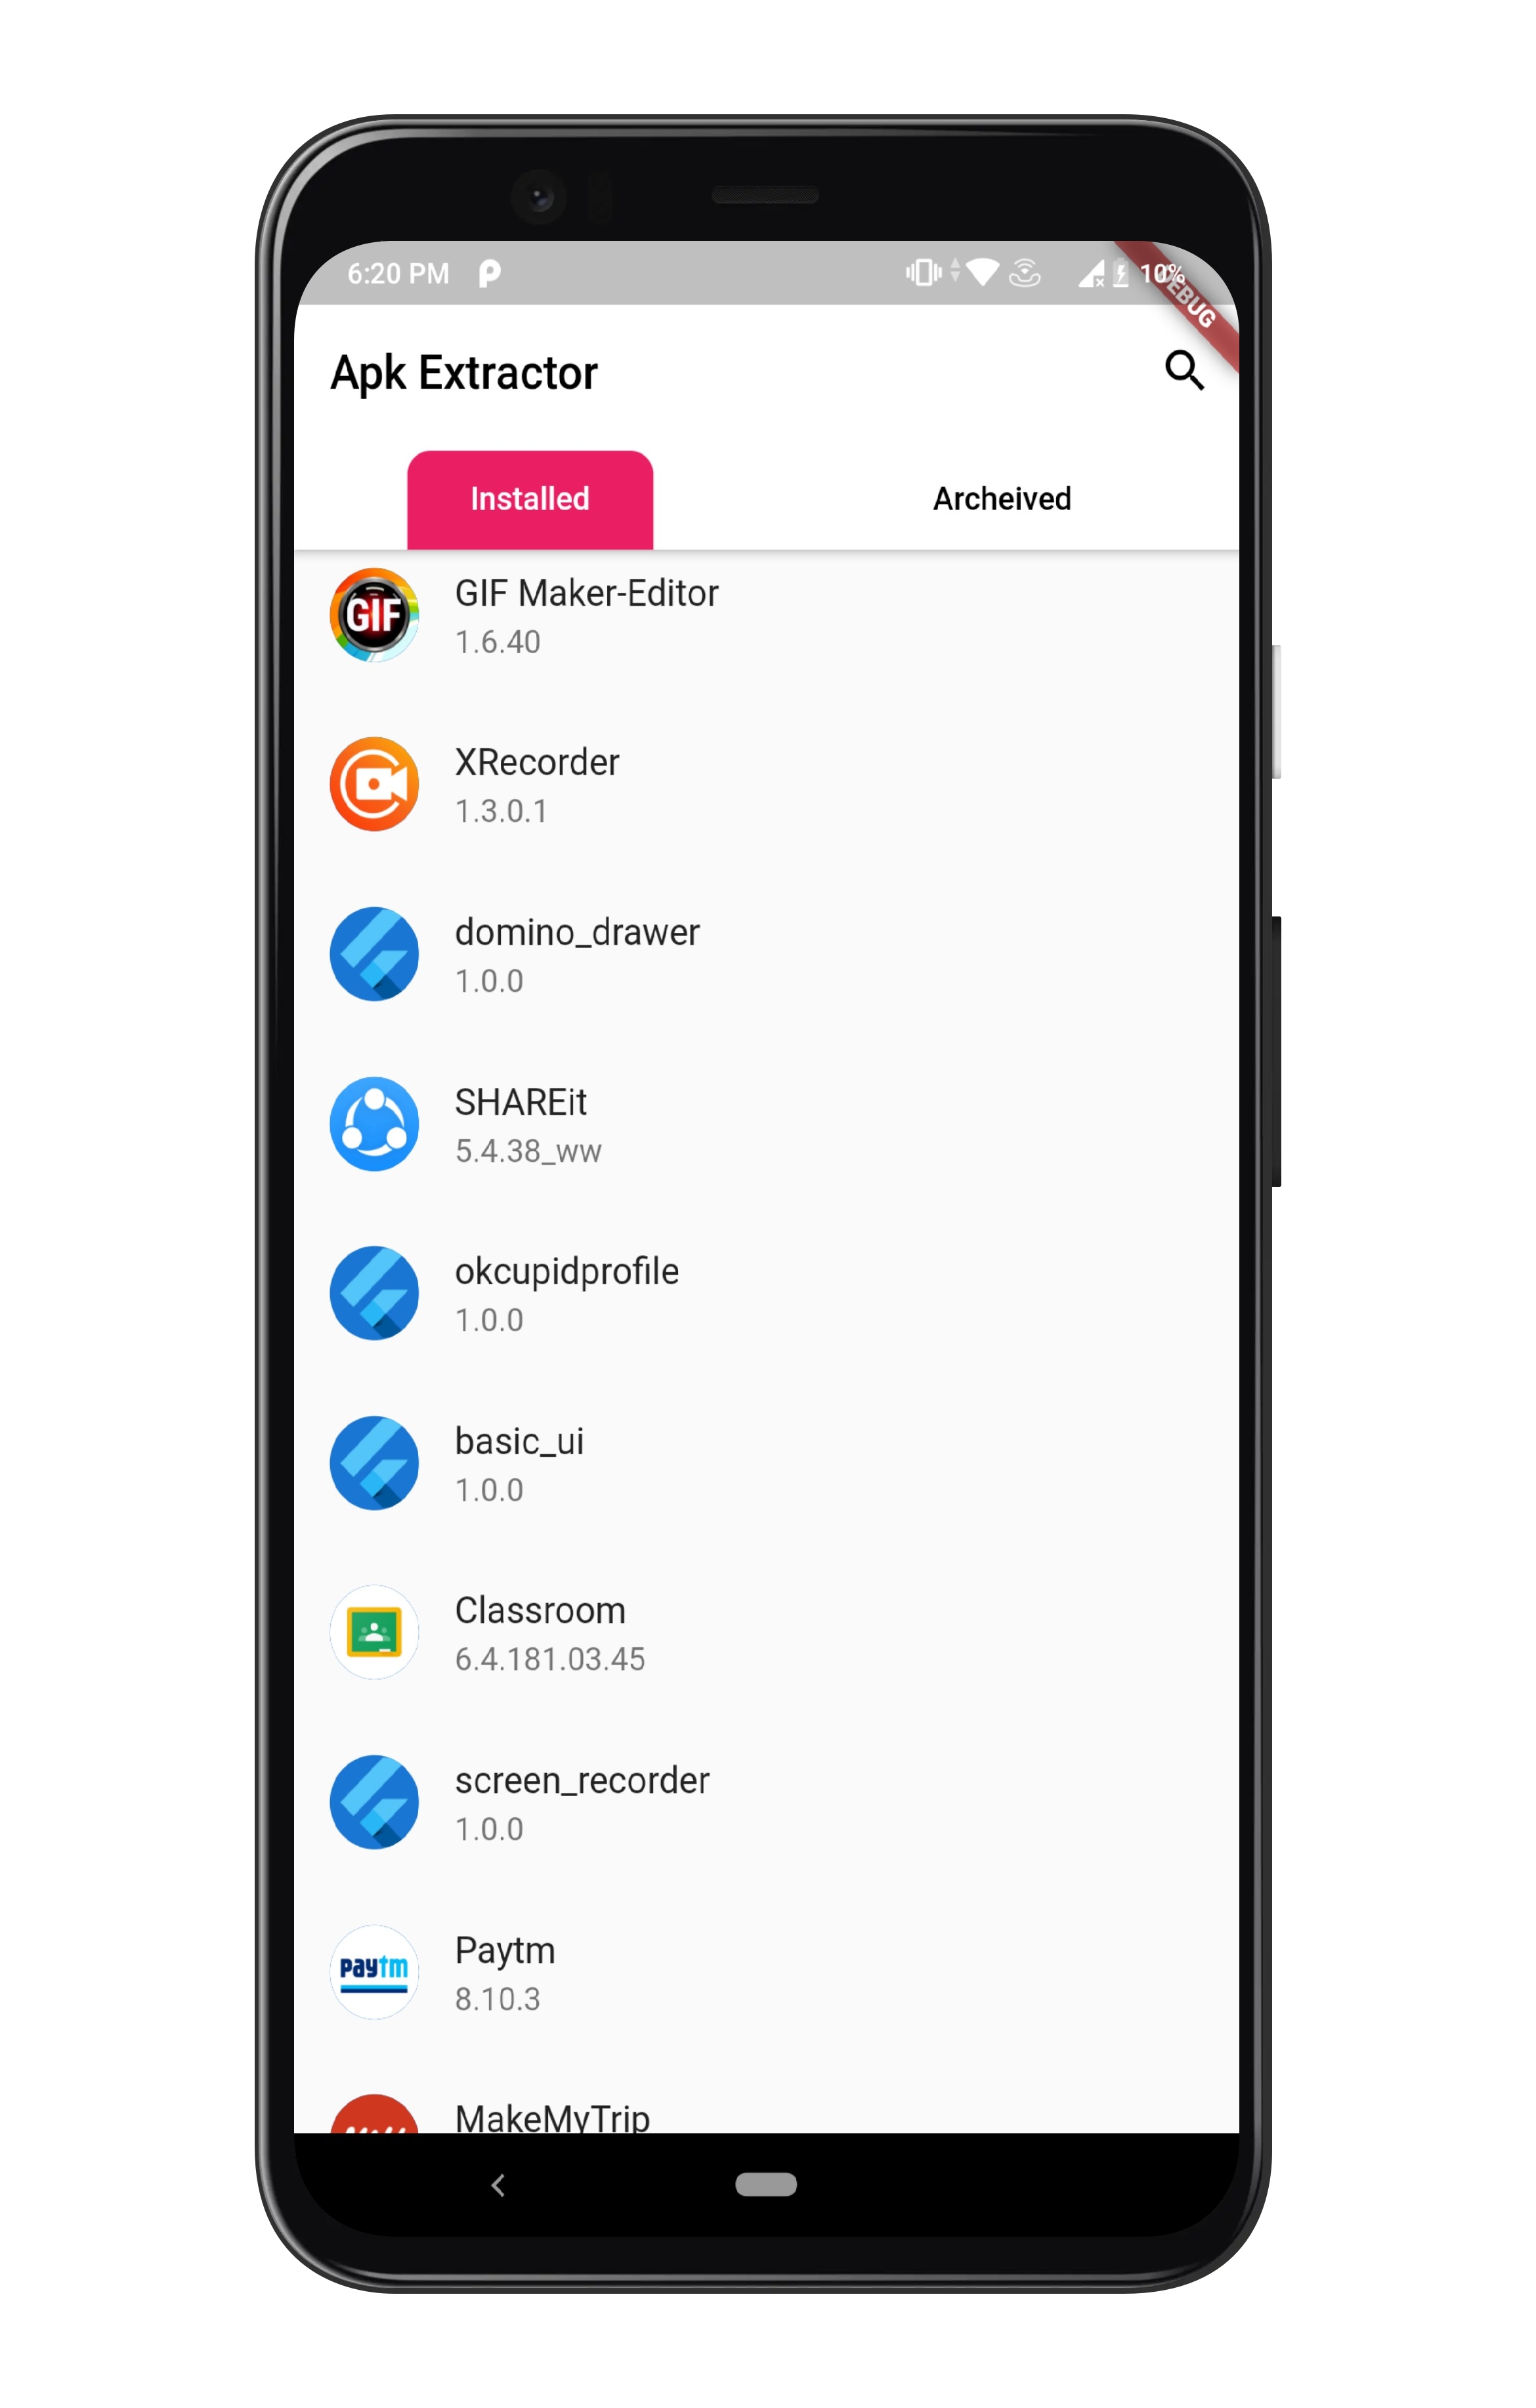 6:20 PM
10%
DEBUG
Apk Extractor
Installed
Archeived
GIF
GIF Maker-Editor
1.6.40
XRecorder
1.3.0.1
domino_drawer
1.0.0
SHAREit
5.4.38_ww
okcupidprofile
1.0.0
basic_ui
1.0.0
Classroom
6.4.181.03.45
screen_recorder
1.0.0
paytm
Paytm
8.10.3
MakeMyTrip